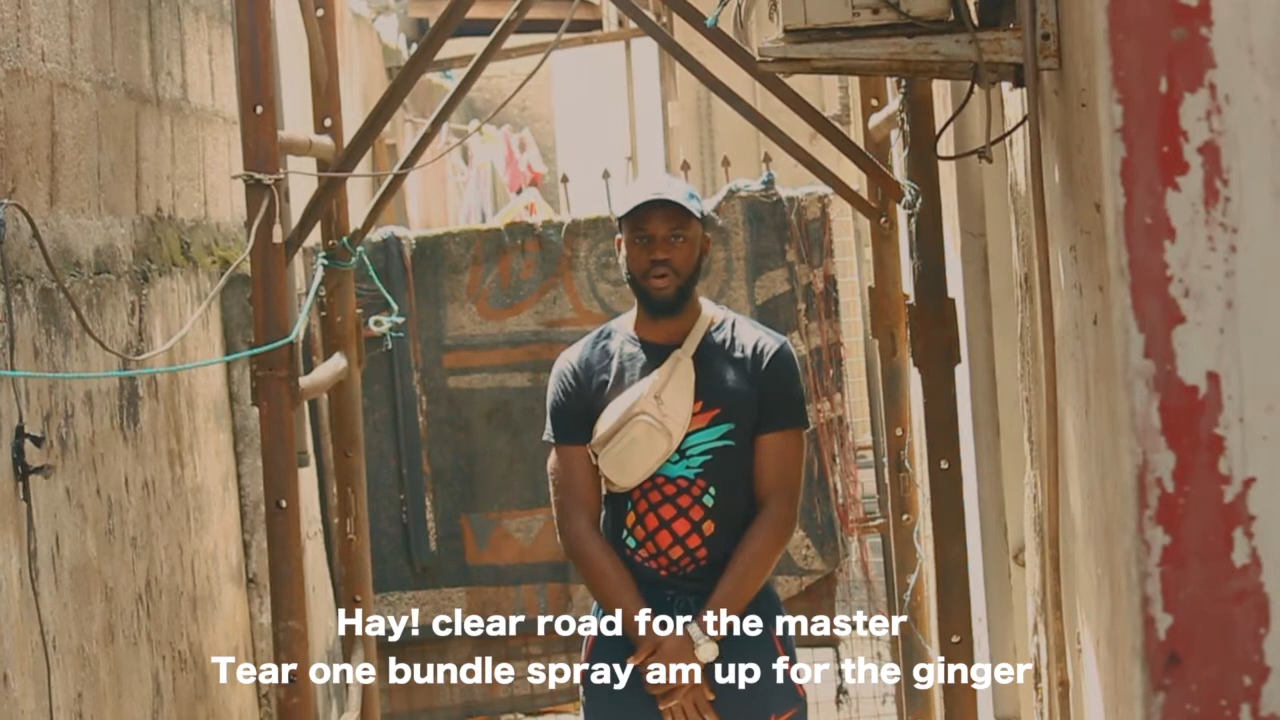 Hay! clear road for the master
Tear one bundle spray am up for the ginger